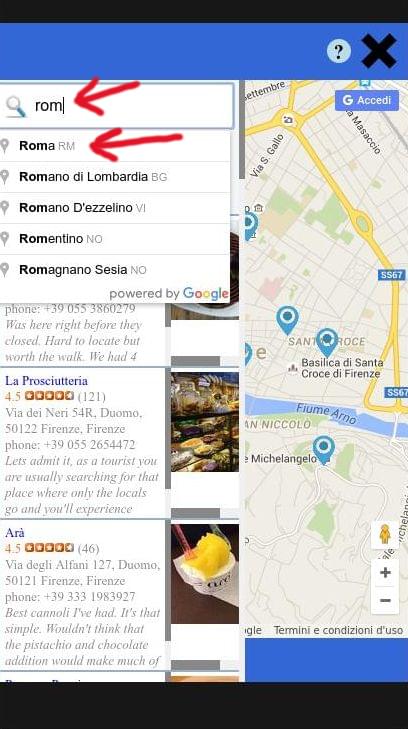 ?
rom
Accedi
Roma RM
Romano di Lombardia BG
Romano D'ezzelino VI
Romentino NO
Romagnano Sesia NO
powered by Google
phone: +39 055 3860279
Was here right before they
closed. Hard to locate but
worth the walk. We had 4
La Prosciutteria
4.5 (121)
Via dei Neri 54R, Duomo,
50122 Firenze, Firenze
phone: +39 055 2654472
Lets admit it, as a tourist you
are usually searching for that
place where only the locals
go and you'll experience
Arà
4.5 (46)
Via degli Alfani 127, Duomo,
50121 Firenze, Firenze
phone: +39 333 1983927
Best cannoli I've had. It's that
simple. Wouldn't think that
the pistachio and chocolate
addition would make much of
Settembre
Via S. Gallo
Masaccio
SS67
SANTA CROCE
Basilica di Santa
Croce di Firenze
SS67
Fiume Arno
AN NICCOLÒ
e Michelangelo
+
−
gle Termini e condizioni d'uso